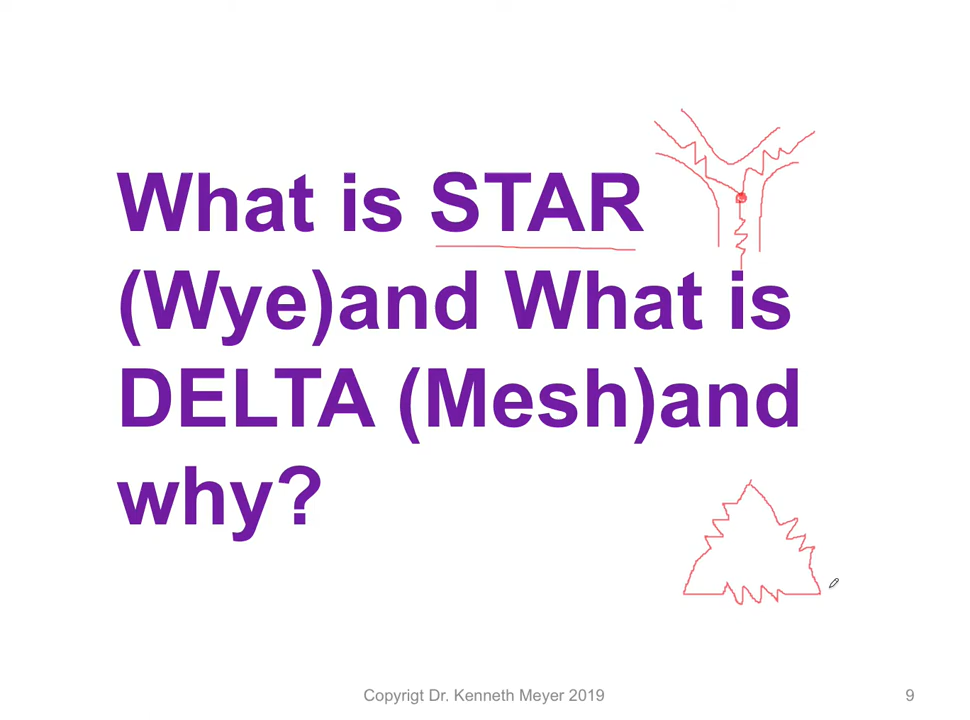 What is STAR
(Wye)and What is
DELTA (Mesh)and
why?
Copyrigt Dr. Kenneth Meyer 2019
9